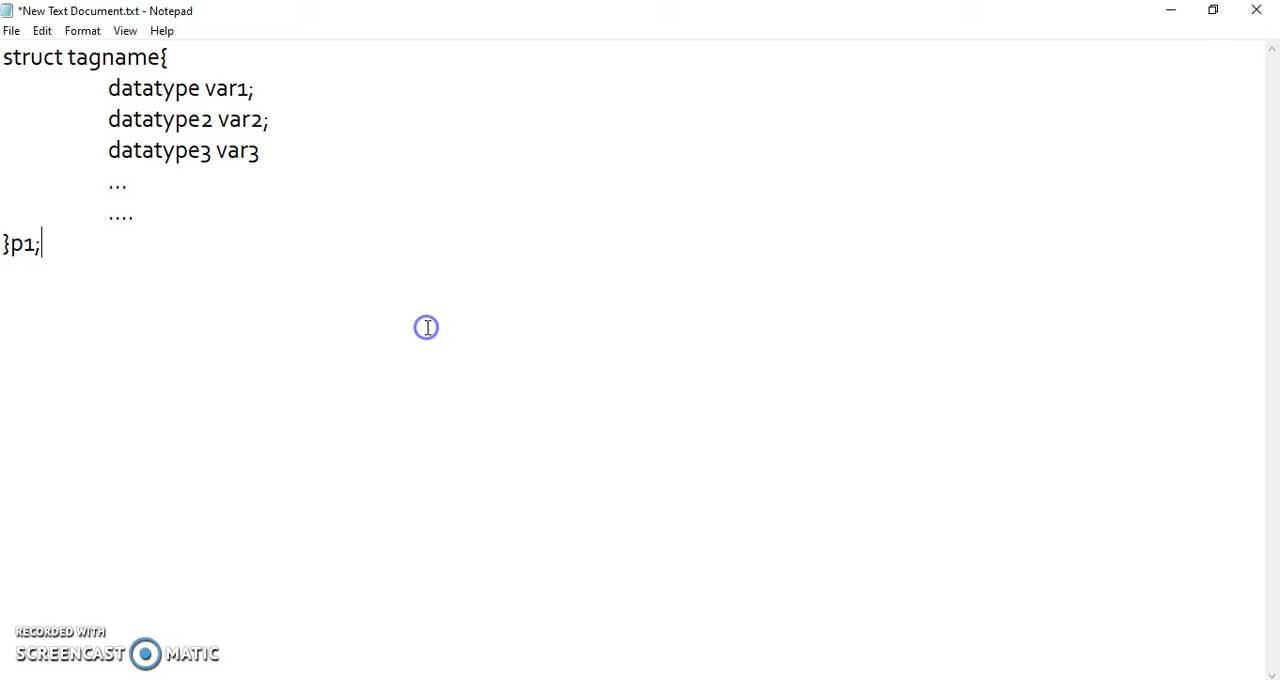 *New Text Document.txt - Notepad
File Edit Format View Help
struct tagname{
datatype var1;
datatype2 var2;
datatype3 var3
...
....
}p1;
RECORDED WITH
SCREENCAST MATIC